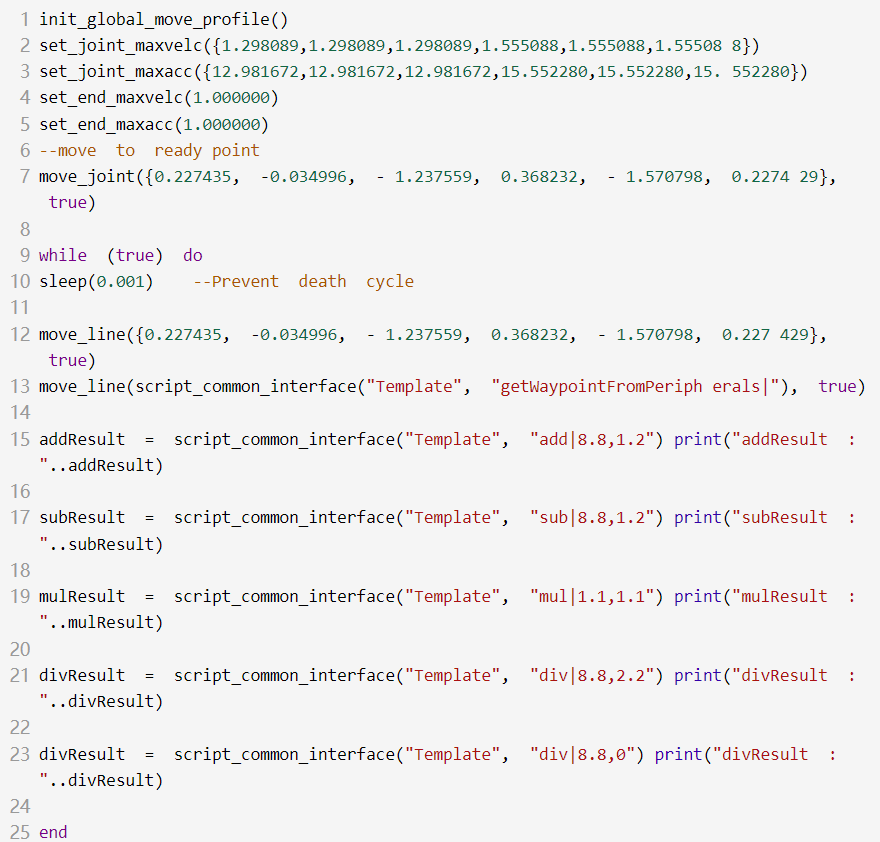 1 init_global_move_profile()
2 set_joint_maxvelc({1.298089,1.298089,1.298089,1.555088,1.555088,1.55508 8})
3 set_joint_maxacc({12.981672,12.981672,12.981672,15.552280,15.552280,15. 552280})
4 set_end_maxvelc(1.000000)
5 set_end_maxacc(1.000000)
6 --move  to  ready point
7 move_joint({0.227435,  -0.034996,  - 1.237559,  0.368232,  - 1.570798,  0.2274 29},
 true)
8
9 while  (true)  do
10 sleep(0.001)    --Prevent  death  cycle
11
12 move_line({0.227435,  -0.034996,  - 1.237559,  0.368232,  - 1.570798,  0.227 429},
 true)
13 move_line(script_common_interface("Template",  "getWaypointFromPeriph erals|"),  true)
14
15 addResult  =  script_common_interface("Template",  "add|8.8,1.2") print("addResult  :
"..addResult)
16
17 subResult  =  script_common_interface("Template",  "sub|8.8,1.2") print("subResult  :
"..subResult)
18
19 mulResult  =  script_common_interface("Template",  "mul|1.1,1.1") print("mulResult  :
"..mulResult)
20
21 divResult  =  script_common_interface("Template",  "div|8.8,2.2") print("divResult  :
"..divResult)
22
23 divResult  =  script_common_interface("Template",  "div|8.8,0") print("divResult  :
"..divResult)
24
25 end